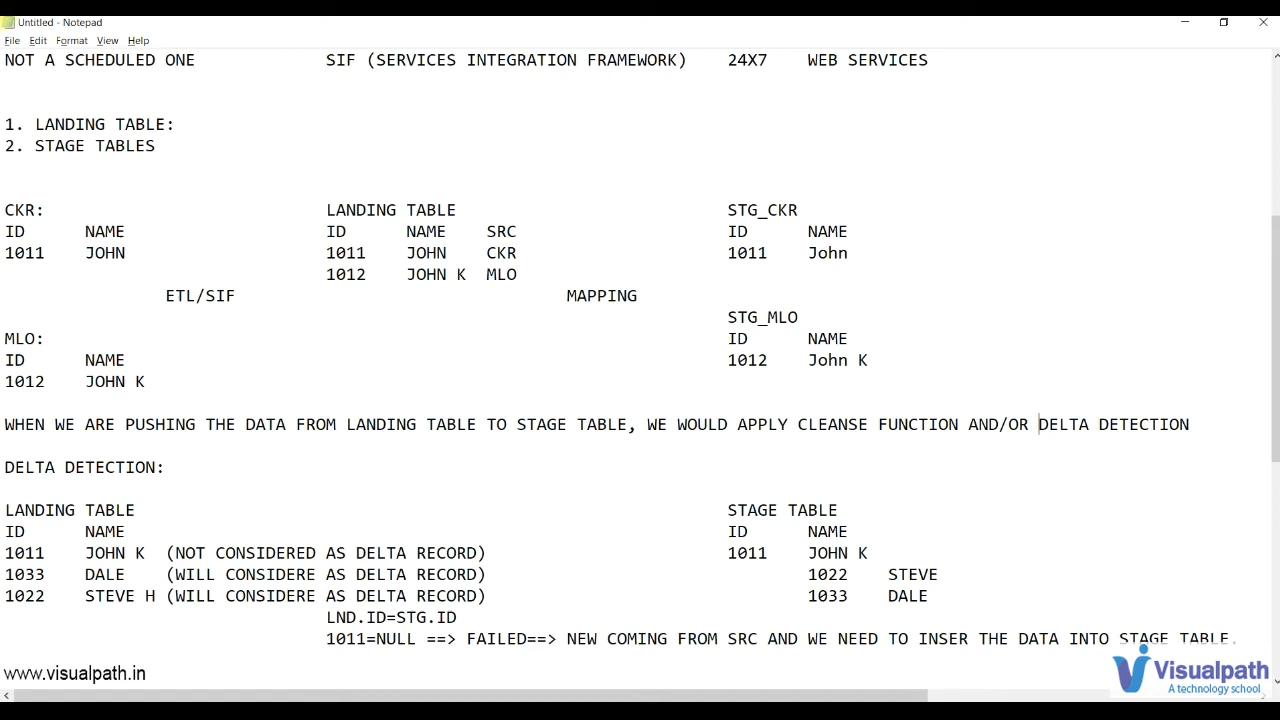 Untitled - Notepad
File Edit Format View Help
NOT A SCHEDULED ONE SIF (SERVICES INTEGRATION FRAMEWORK) 24X7 WEB SERVICES
1. LANDING TABLE:
2. STAGE TABLES
CKR: LANDING TABLE STG_CKR
ID NAME ID NAME SRC ID NAME
1011 JOHN 1011 JOHN CKR 1011 John
1012 JOHN K MLO
ETL/SIF MAPPING
STG_MLO
MLO: ID NAME
ID NAME 1012 John K
1012 JOHN K
WHEN WE ARE PUSHING THE DATA FROM LANDING TABLE TO STAGE TABLE, WE WOULD APPLY CLEANSE FUNCTION AND/OR DELTA DETECTION
DELTA DETECTION:
LANDING TABLE STAGE TABLE
ID NAME ID NAME
1011 JOHN K (NOT CONSIDERED AS DELTA RECORD) 1011 JOHN K
1033 DALE (WILL CONSIDERE AS DELTA RECORD) 1022 STEVE
1022 STEVE H (WILL CONSIDERE AS DELTA RECORD) 1033 DALE
LND.ID=STG.ID
1011=NULL ==> FAILED==> NEW COMING FROM SRC AND WE NEED TO INSER THE DATA INTO STAGE TABLE.
www.visualpath.in
Visualpath
A technology school